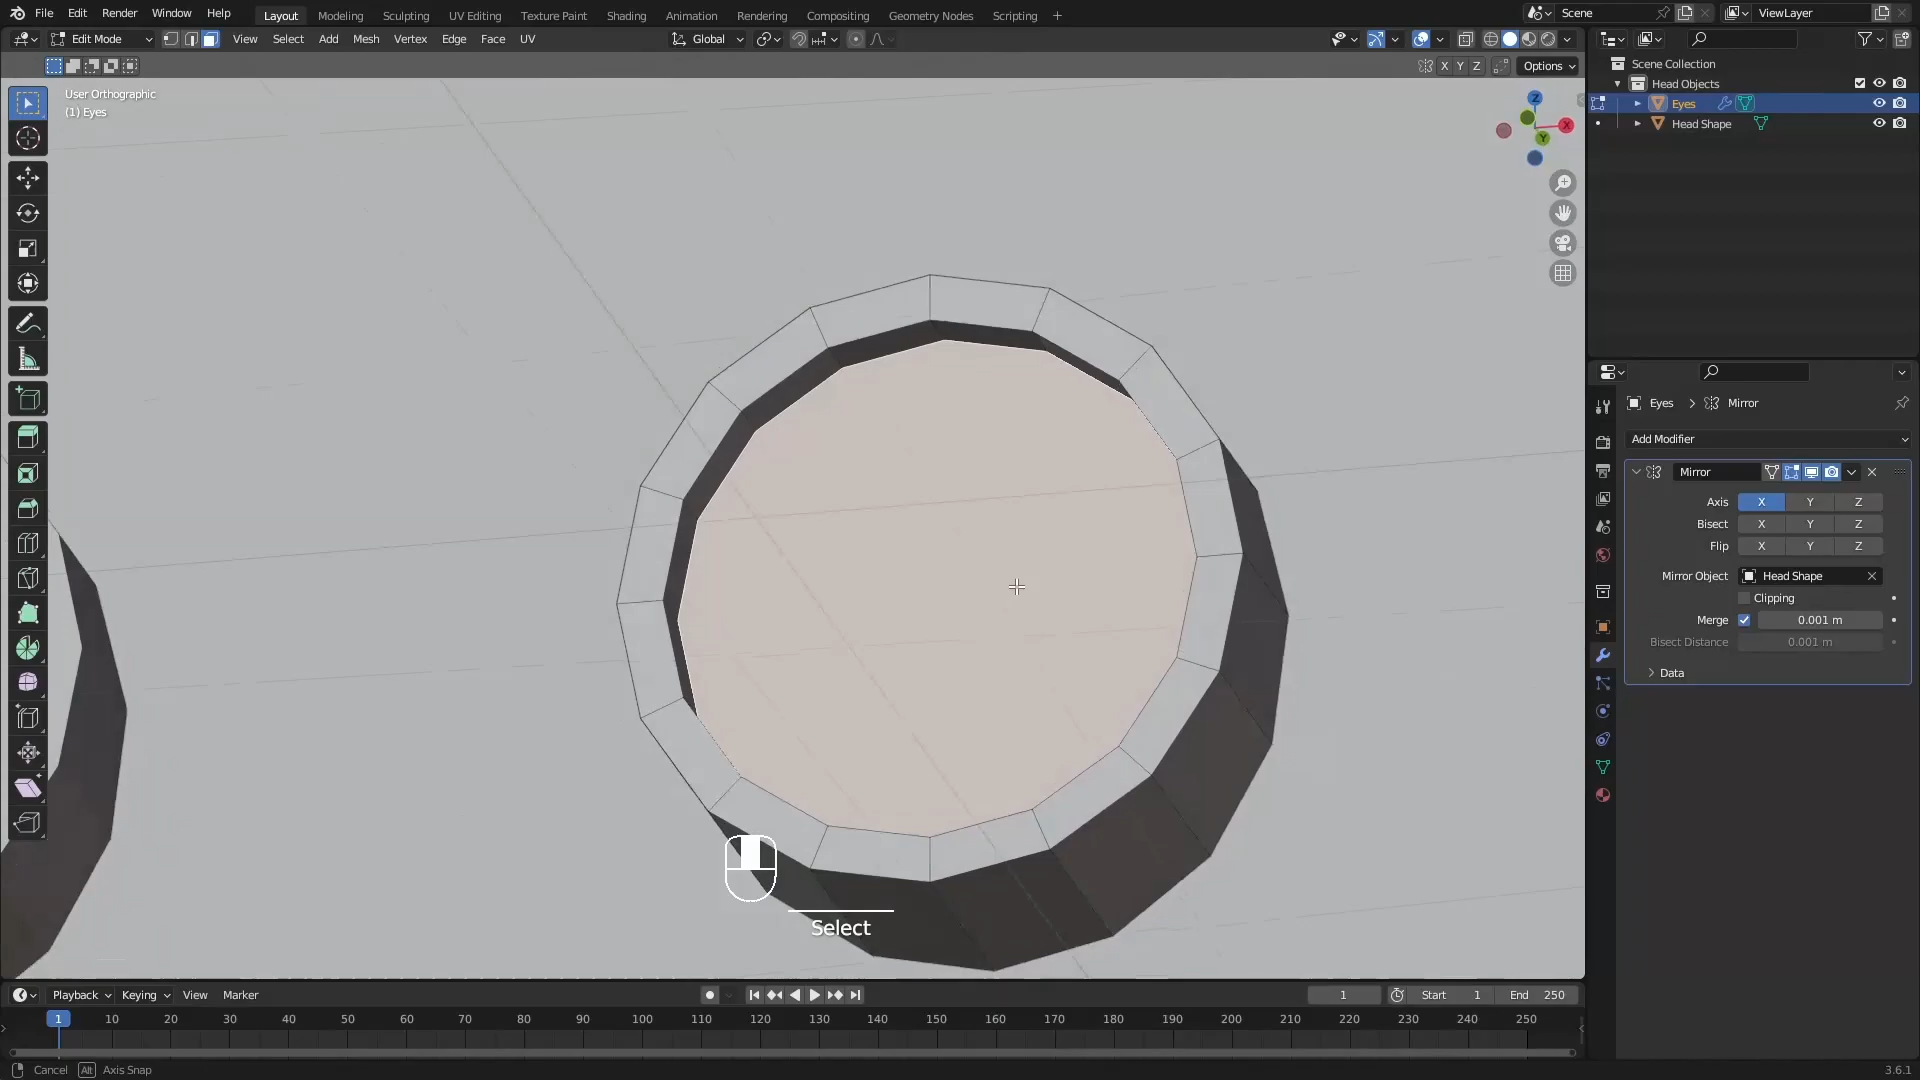 File Edit Render Window Help Layout Modeling Sculpting UV Editing Texture Paint Shading Animation Rendering Compositing Geometry Nodes Scripting + Scene ViewLayer
Edit Mode View Select Add Mesh Vertex Edge Face UV Global
X Y Z Options
User Orthographic
(1) Eyes
Z
X
Y
Select
Scene Collection
Head Objects
Eyes
Head Shape
Eyes > Mirror
Add Modifier
Mirror
Axis X Y Z
Bisect X Y Z
Flip X Y Z
Mirror Object Head Shape
Clipping
Merge 0.001 m
Bisect Distance 0.001 m
Data
Playback Keying View Marker 1 Start 1 End 250
1 10 20 30 40 50 60 70 80 90 100 110 120 130 140 150 160 170 180 190 200 210 220 230 240 250
Cancel Alt Axis Snap 3.6.1